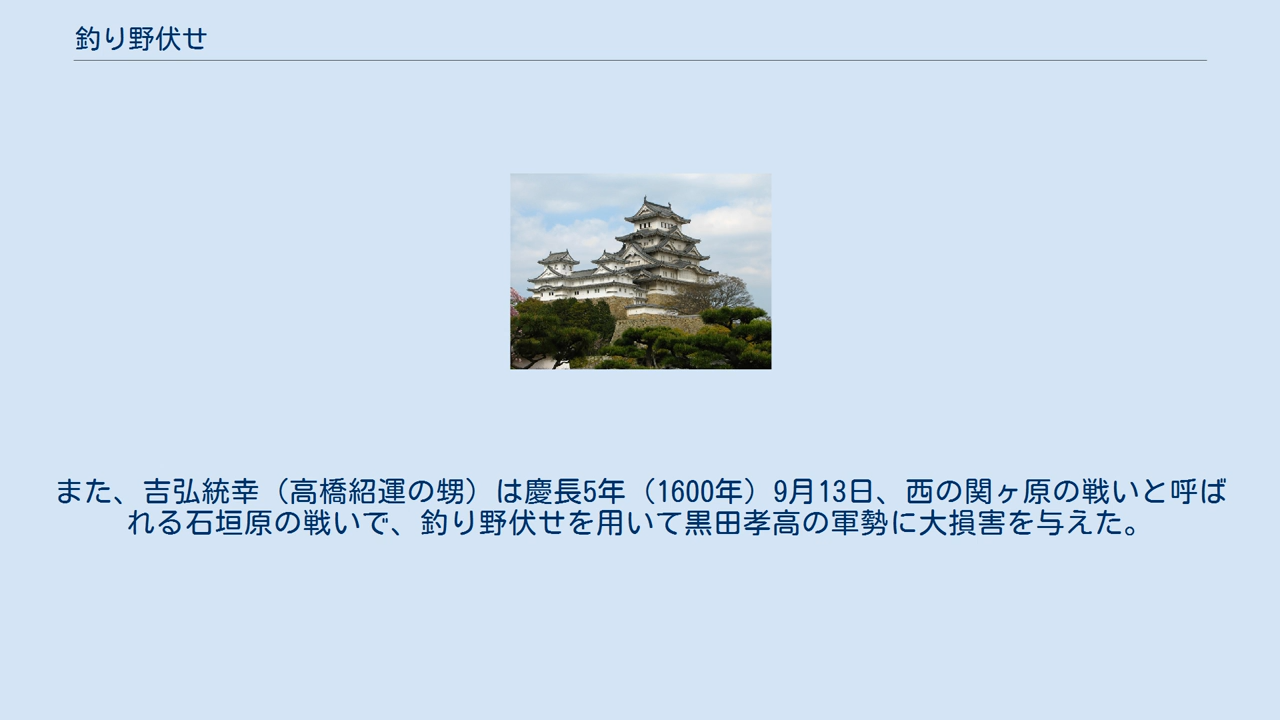 釣り野伏せ
また、吉弘統幸（高橋紹運の甥）は慶長5年（1600年）9月13日、西の関ヶ原の戦いと呼ば
れる石垣原の戦いで、釣り野伏せを用いて黒田孝高の軍勢に大損害を与えた。